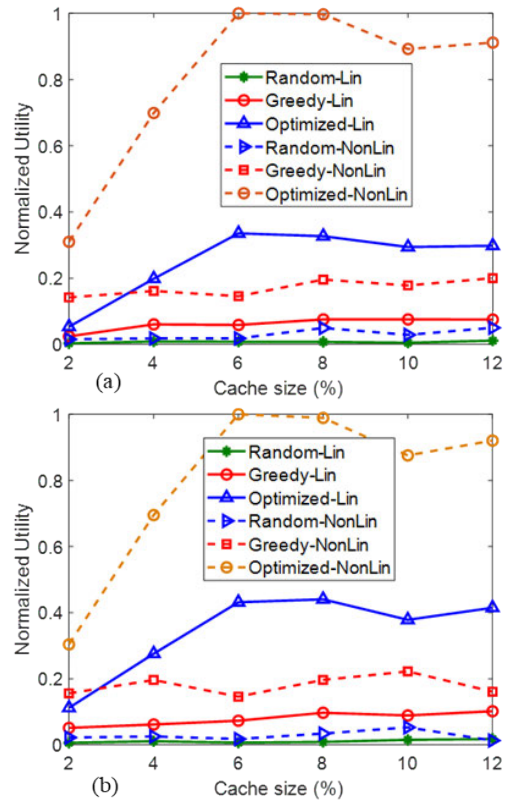 1
0.8
0.6
0.4
0.2
0
Normalized Utility
Random-Lin
Greedy-Lin
Optimized-Lin
Random-NonLin
Greedy-NonLin
Optimized-NonLin
2 4 6 8 10 12
(a) Cache size (%)
1
0.8
0.6
0.4
0.2
0
Normalized Utility
Random-Lin
Greedy-Lin
Optimized-Lin
Random-NonLin
Greedy-NonLin
Optimized-NonLin
2 4 6 8 10 12
(b) Cache size (%)